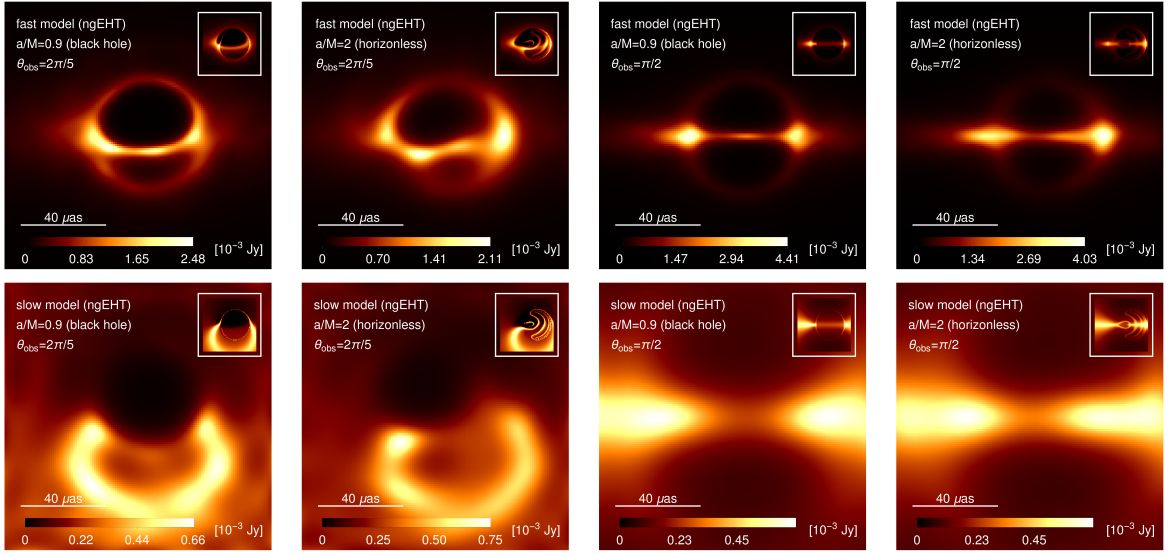 fast model (ngEHT)
a/M=0.9 (black hole)
θobs=2π/5
40 μas
[10⁻³ Jy]
0 0.83 1.65 2.48
fast model (ngEHT)
a/M=2 (horizonless)
θobs=2π/5
40 μas
[10⁻³ Jy]
0 0.70 1.41 2.11
fast model (ngEHT)
a/M=0.9 (black hole)
θobs=π/2
40 μas
[10⁻³ Jy]
0 1.47 2.94 4.41
fast model (ngEHT)
a/M=2 (horizonless)
θobs=π/2
40 μas
[10⁻³ Jy]
0 1.34 2.69 4.03
slow model (ngEHT)
a/M=0.9 (black hole)
θobs=2π/5
40 μas
[10⁻³ Jy]
0 0.22 0.44 0.66
slow model (ngEHT)
a/M=2 (horizonless)
θobs=2π/5
40 μas
[10⁻³ Jy]
0 0.25 0.50 0.75
slow model (ngEHT)
a/M=0.9 (black hole)
θobs=π/2
40 μas
[10⁻³ Jy]
0 0.23 0.45
slow model (ngEHT)
a/M=2 (horizonless)
θobs=π/2
40 μas
[10⁻³ Jy]
0 0.23 0.45